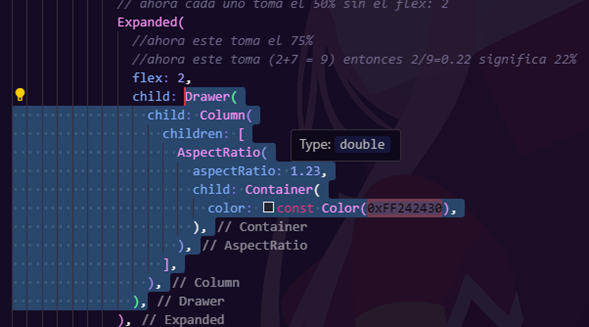 // ahora cada uno toma el 50% sin el flex: 2
Expanded(
//ahora este toma el 75%
//ahora este toma (2+7 = 9) entonces 2/9=0.22 significa 22%
flex: 2,
child: Drawer(
child: Column(
children: [
Type: double
AspectRatio(
aspectRatio: 1.23,
child: Container(
color: const Color(0xFF242430),
), // Container
), // AspectRatio
],
), // Column
), // Drawer
), // Expanded